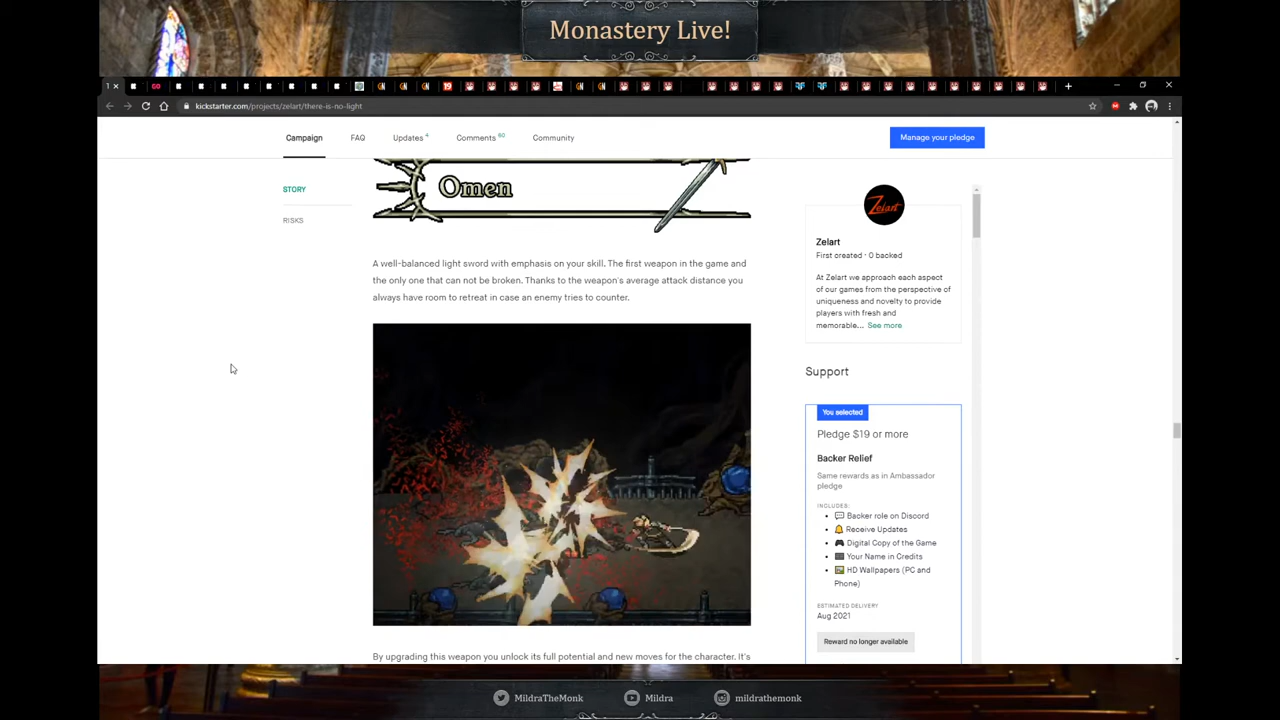 Monastery Live!
kickstarter.com/projects/zelart/there-is-no-light
Campaign FAQ Updates 4 Comments 60 Community
Manage your pledge
STORY
RISKS
Omen
A well-balanced light sword with emphasis on your skill. The first weapon in the game and
the only one that can not be broken. Thanks to the weapon's average attack distance you
always have room to retreat in case an enemy tries to counter.
By upgrading this weapon you unlock its full potential and new moves for the character. It's
Zelart
Zelart
First created · 0 backed
At Zelart we approach each aspect
of our games from the perspective of
uniqueness and novelty to provide
players with fresh and
memorable... See more
Support
You selected
Pledge $19 or more
Backer Relief
Same rewards as in Ambassador
pledge
INCLUDES:
• 💬 Backer role on Discord
• 🔔 Receive Updates
• 🎮 Digital Copy of the Game
• Your Name in Credits
• 🖼 HD Wallpapers (PC and
Phone)
ESTIMATED DELIVERY
Aug 2021
Reward no longer available
MildraTheMonk Mildra mildrathemonk